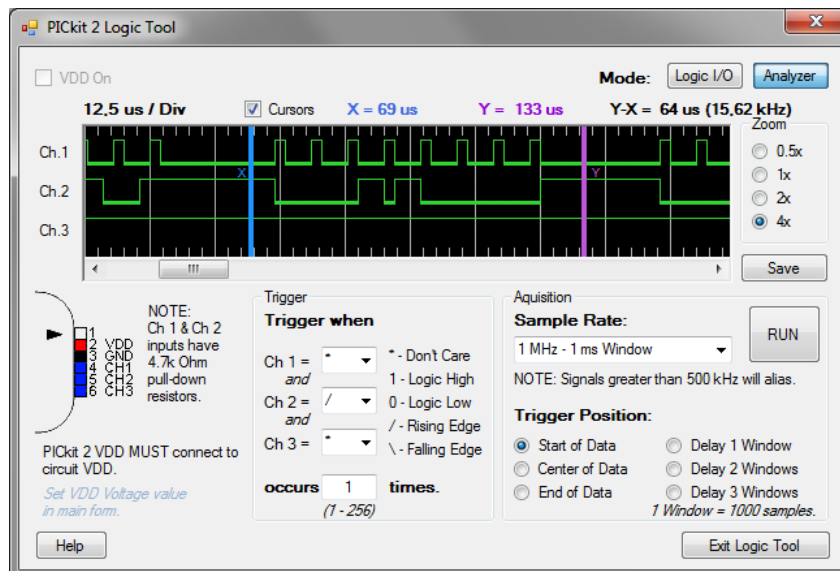 PICkit 2 Logic Tool
VDD On
Mode:
Logic I/O
Analyzer
12,5 us / Div
Cursors
X = 69 us
Y = 133 us
Y-X = 64 us (15,62 kHz)
Zoom
0.5x
1x
2x
4x
Ch.1
Ch.2
Ch.3
X
Y
Save
1
2 VDD
3 GND
4 CH1
5 CH2
6 CH3
NOTE:
Ch 1 & Ch 2
inputs have
4.7k Ohm
pull-down
resistors.
PICkit 2 VDD MUST connect to
circuit VDD.
Set VDD Voltage value
in main form.
Help
Trigger
Trigger when
Ch 1 = *
and
Ch 2 = /
and
Ch 3 = *
* - Don't Care
1 - Logic High
0 - Logic Low
/ - Rising Edge
\ - Falling Edge
occurs 1 times.
(1 - 256)
Aquisition
Sample Rate:
1 MHz - 1 ms Window
RUN
NOTE: Signals greater than 500 kHz will alias.
Trigger Position:
Start of Data
Center of Data
End of Data
Delay 1 Window
Delay 2 Windows
Delay 3 Windows
1 Window = 1000 samples.
Exit Logic Tool